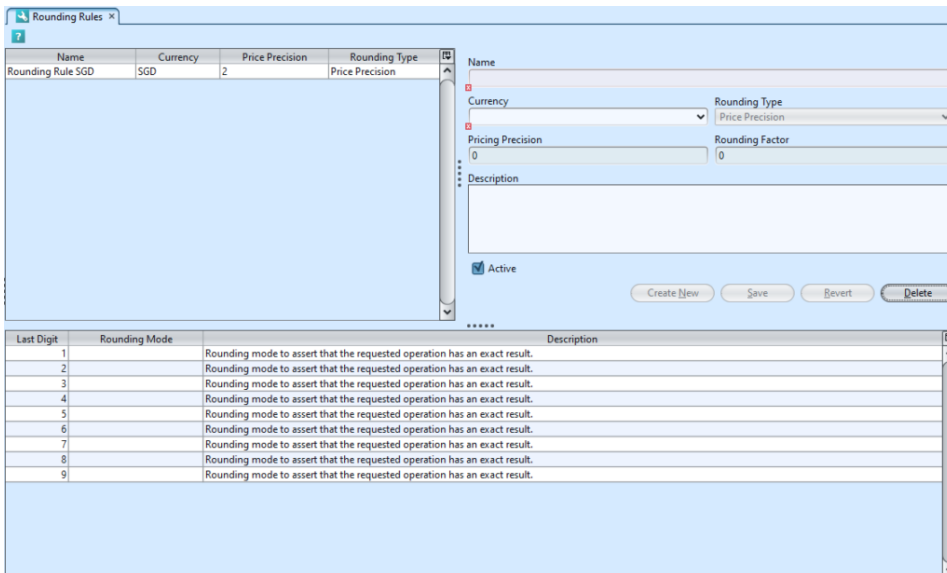 Rounding Rules ×
?
Name Currency Price Precision Rounding Type
Rounding Rule SGD SGD 2 Price Precision
Name
Currency Rounding Type
Price Precision
Pricing Precision Rounding Factor
0 0
Description
Active
Create New Save Revert Delete
Last Digit Rounding Mode Description
1 Rounding mode to assert that the requested operation has an exact result.
2 Rounding mode to assert that the requested operation has an exact result.
3 Rounding mode to assert that the requested operation has an exact result.
4 Rounding mode to assert that the requested operation has an exact result.
5 Rounding mode to assert that the requested operation has an exact result.
6 Rounding mode to assert that the requested operation has an exact result.
7 Rounding mode to assert that the requested operation has an exact result.
8 Rounding mode to assert that the requested operation has an exact result.
9 Rounding mode to assert that the requested operation has an exact result.